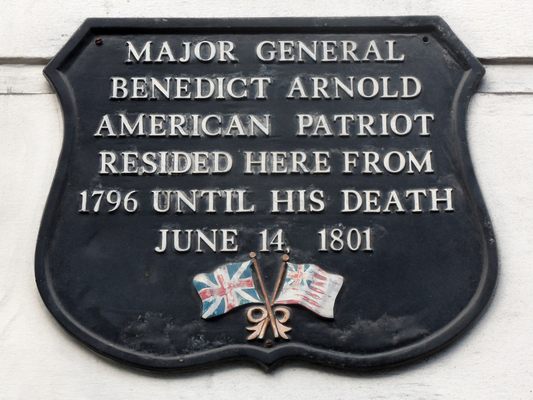 MAJOR GENERAL
BENEDICT ARNOLD
AMERICAN PATRIOT
RESIDED HERE FROM
1796 UNTIL HIS DEATH
JUNE 14, 1801